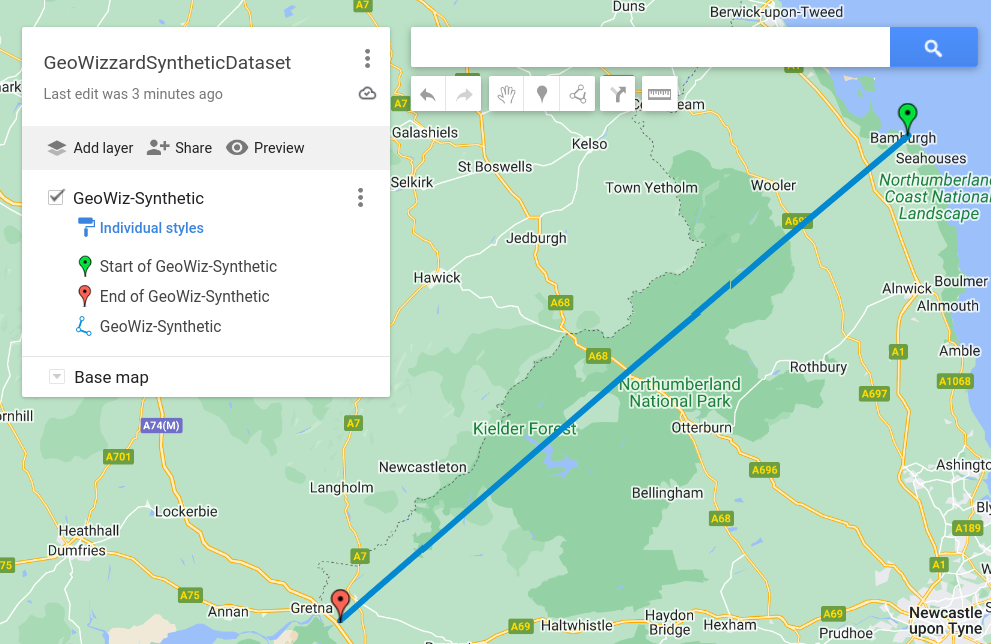 GeoWizzardSyntheticDataset
Last edit was 3 minutes ago
Add layer
Share
Preview
GeoWiz-Synthetic
Individual styles
Start of GeoWiz-Synthetic
End of GeoWiz-Synthetic
GeoWiz-Synthetic
Base map
A7
Duns
Berwick-upon-Tweed
A7
Galashiels
Kelso
St Boswells
Selkirk
Town Yetholm
Wooler
Bamburgh
Seahouses
Northumberland
Coast National
Landscape
Jedburgh
Hawick
A68
Alnwick
Boulmer
Alnmouth
A68
A1
Amble
Rothbury
A1068
Northumberland
National Park
A697
A7
A74(M)
Kielder Forest
Otterburn
A701
Newcastleton
A696
Langholm
Bellingham
Lockerbie
A68
Heathhall
Dumfries
A189
A7
A1
A75
Annan
Gretna
A69
Haltwhistle
Haydon
Bridge
Hexham
A69
Prudhoe
Newcastle
upon Tyne